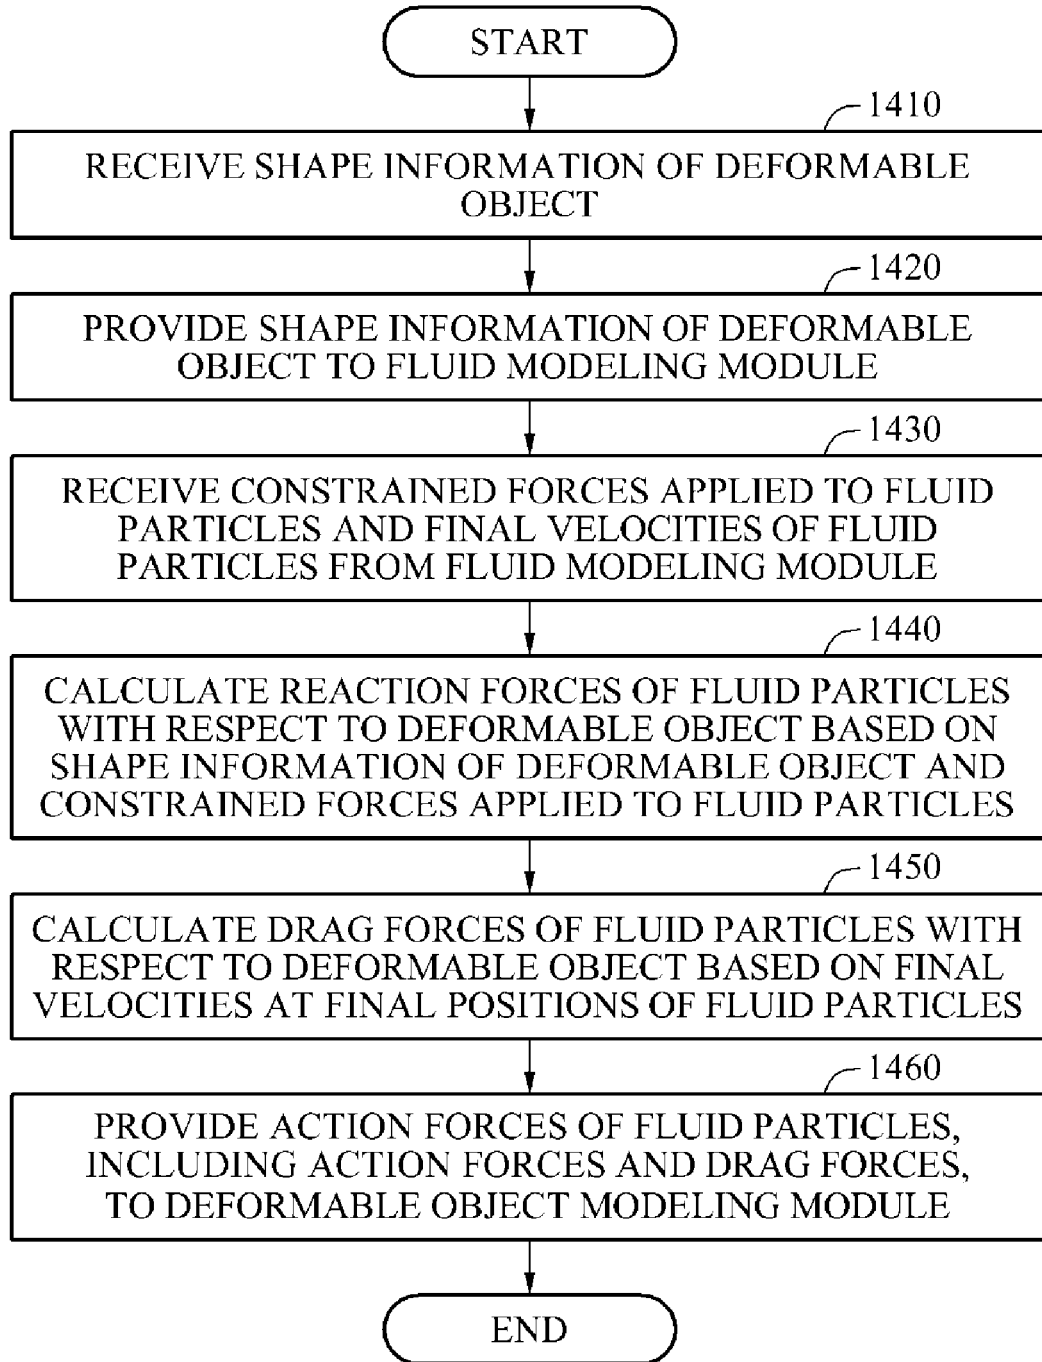 START
1410
RECEIVE SHAPE INFORMATION OF DEFORMABLE
OBJECT
1420
PROVIDE SHAPE INFORMATION OF DEFORMABLE
OBJECT TO FLUID MODELING MODULE
1430
RECEIVE CONSTRAINED FORCES APPLIED TO FLUID
PARTICLES AND FINAL VELOCITIES OF FLUID
PARTICLES FROM FLUID MODELING MODULE
1440
CALCULATE REACTION FORCES OF FLUID PARTICLES
WITH RESPECT TO DEFORMABLE OBJECT BASED ON
SHAPE INFORMATION OF DEFORMABLE OBJECT AND
CONSTRAINED FORCES APPLIED TO FLUID PARTICLES
1450
CALCULATE DRAG FORCES OF FLUID PARTICLES WITH
RESPECT TO DEFORMABLE OBJECT BASED ON FINAL
VELOCITIES AT FINAL POSITIONS OF FLUID PARTICLES
1460
PROVIDE ACTION FORCES OF FLUID PARTICLES,
INCLUDING ACTION FORCES AND DRAG FORCES,
TO DEFORMABLE OBJECT MODELING MODULE
END